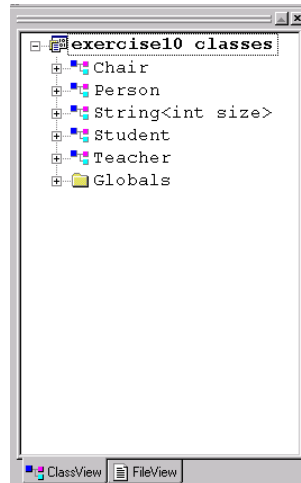 exercise10 classes
Chair
Person
String<int size>
Student
Teacher
Globals
ClassView FileView